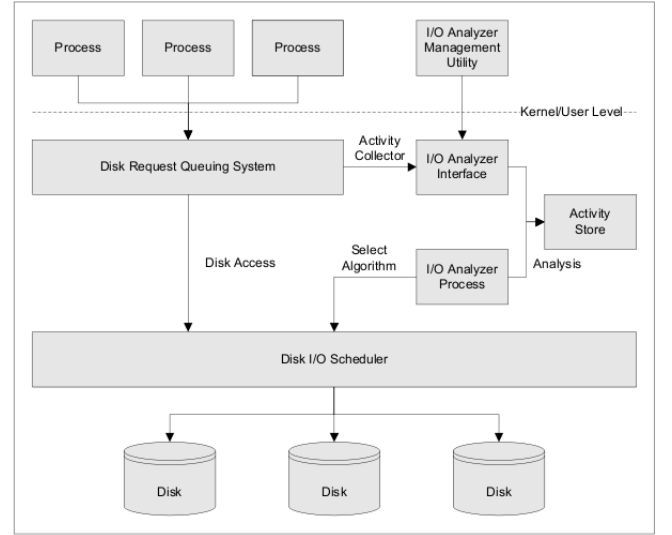 Process
Process
Process
I/O Analyzer
Management
Utility
Kernel/User Level
Disk Request Queuing System
Activity
Collector
I/O Analyzer
Interface
Activity
Store
Disk Access
Select
Algorithm
I/O Analyzer
Process
Analysis
Disk I/O Scheduler
Disk
Disk
Disk